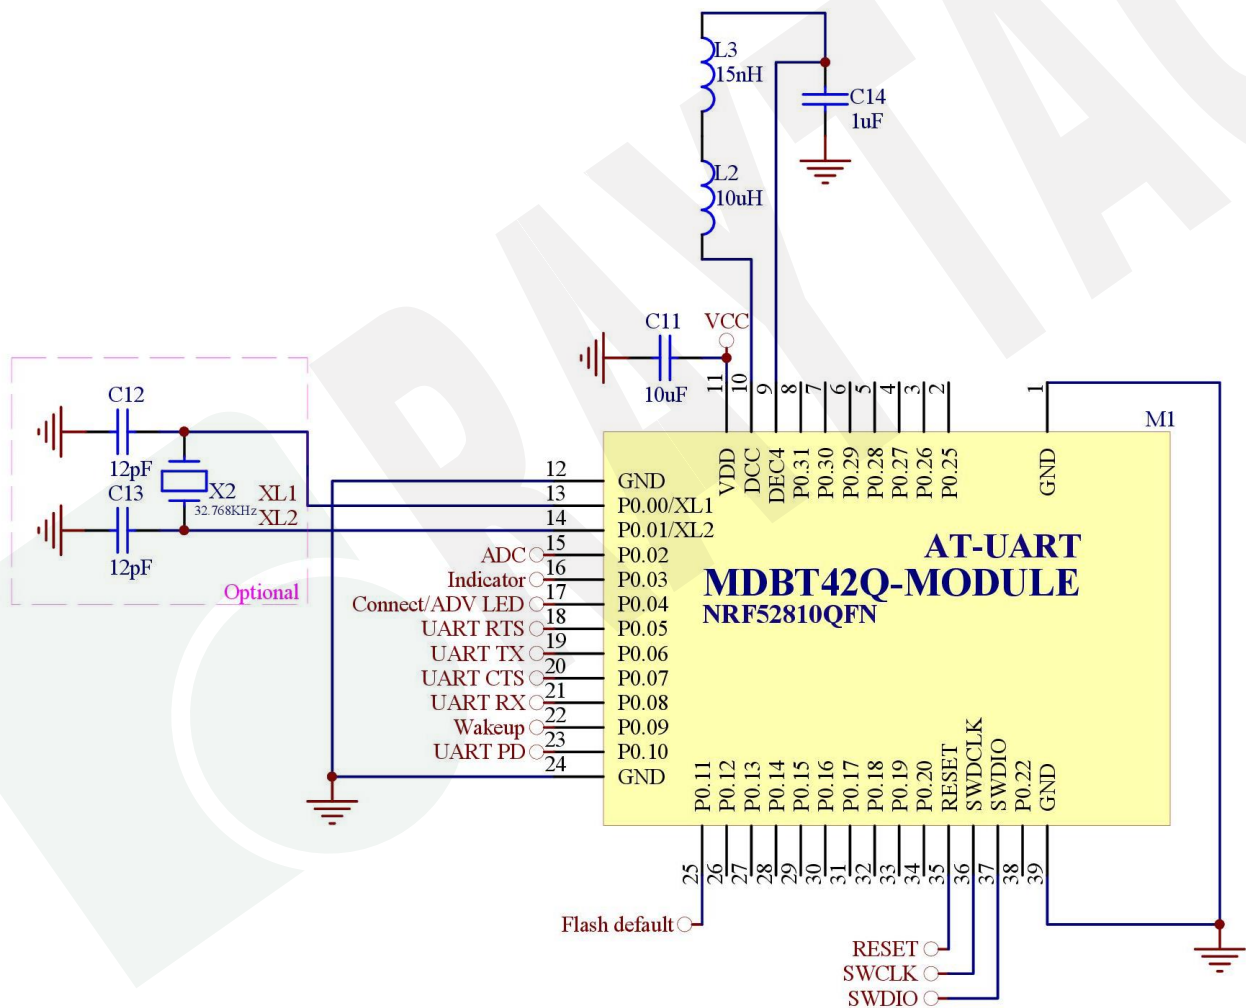 L3
15nH
C14
1uF
L2
10uH
C11
10uF
VCC
11
10
9
8
7
6
5
4
3
2
1
M1
VDD
DCC
DEC4
P0.31
P0.30
P0.29
P0.28
P0.27
P0.26
P0.25
GND
C12
12pF
C13
12pF
X2
32.768KHz
XL1
XL2
Optional
12 GND
13 P0.00/XL1
14 P0.01/XL2
ADC 15 P0.02
Indicator 16 P0.03
Connect/ADV LED 17 P0.04
UART RTS 18 P0.05
UART TX 19 P0.06
UART CTS 20 P0.07
UART RX 21 P0.08
Wakeup 22 P0.09
UART PD 23 P0.10
24 GND
AT-UART
MDBT42Q-MODULE
NRF52810QFN
P0.11
P0.12
P0.13
P0.14
P0.15
P0.16
P0.17
P0.18
P0.19
P0.20
RESET
SWDCLK
SWDIO
P0.22
GND
25
26
27
28
29
30
31
32
33
34
35
36
37
38
39
Flash default
RESET
SWCLK
SWDIO
RAYTAC